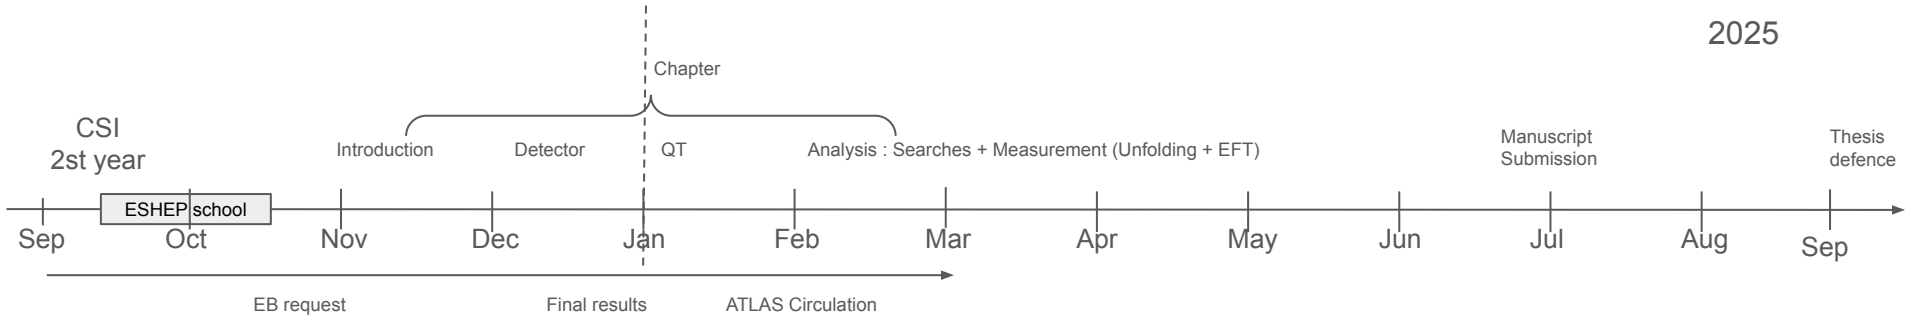 2025
Chapter
CSI
2st year
Introduction
Detector
QT
Analysis : Searches + Measurement (Unfolding + EFT)
Manuscript
Submission
Thesis
defence
ESHEP school
Sep
Oct
Nov
Dec
Jan
Feb
Mar
Apr
May
Jun
Jul
Aug
Sep
EB request
Final results
ATLAS Circulation